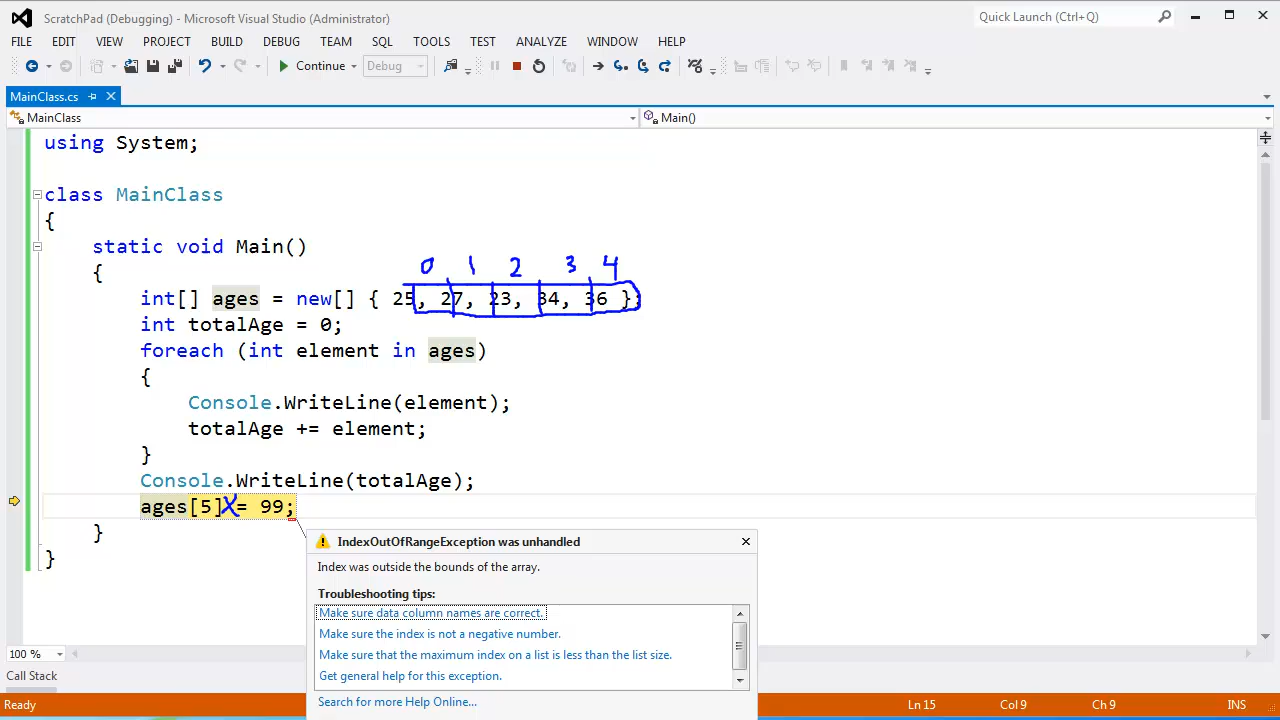 ScratchPad (Debugging) - Microsoft Visual Studio (Administrator)
Quick Launch (Ctrl+Q)
FILE EDIT VIEW PROJECT BUILD DEBUG TEAM SQL TOOLS TEST ANALYZE WINDOW HELP
Continue Debug
MainClass.cs
MainClass Main()
using System;
class MainClass
{
static void Main()
{
0 1 2 3 4
int[] ages = new[] { 25, 27, 23, 34, 36 };
int totalAge = 0;
foreach (int element in ages)
{
Console.WriteLine(element);
totalAge += element;
}
Console.WriteLine(totalAge);
ages[5]X= 99;
}
}
IndexOutOfRangeException was unhandled
Index was outside the bounds of the array.
Troubleshooting tips:
Make sure data column names are correct.
Make sure the index is not a negative number.
Make sure that the maximum index on a list is less than the list size.
Get general help for this exception.
Search for more Help Online...
100 %
Call Stack
Ready Ln 15 Col 9 Ch 9 INS